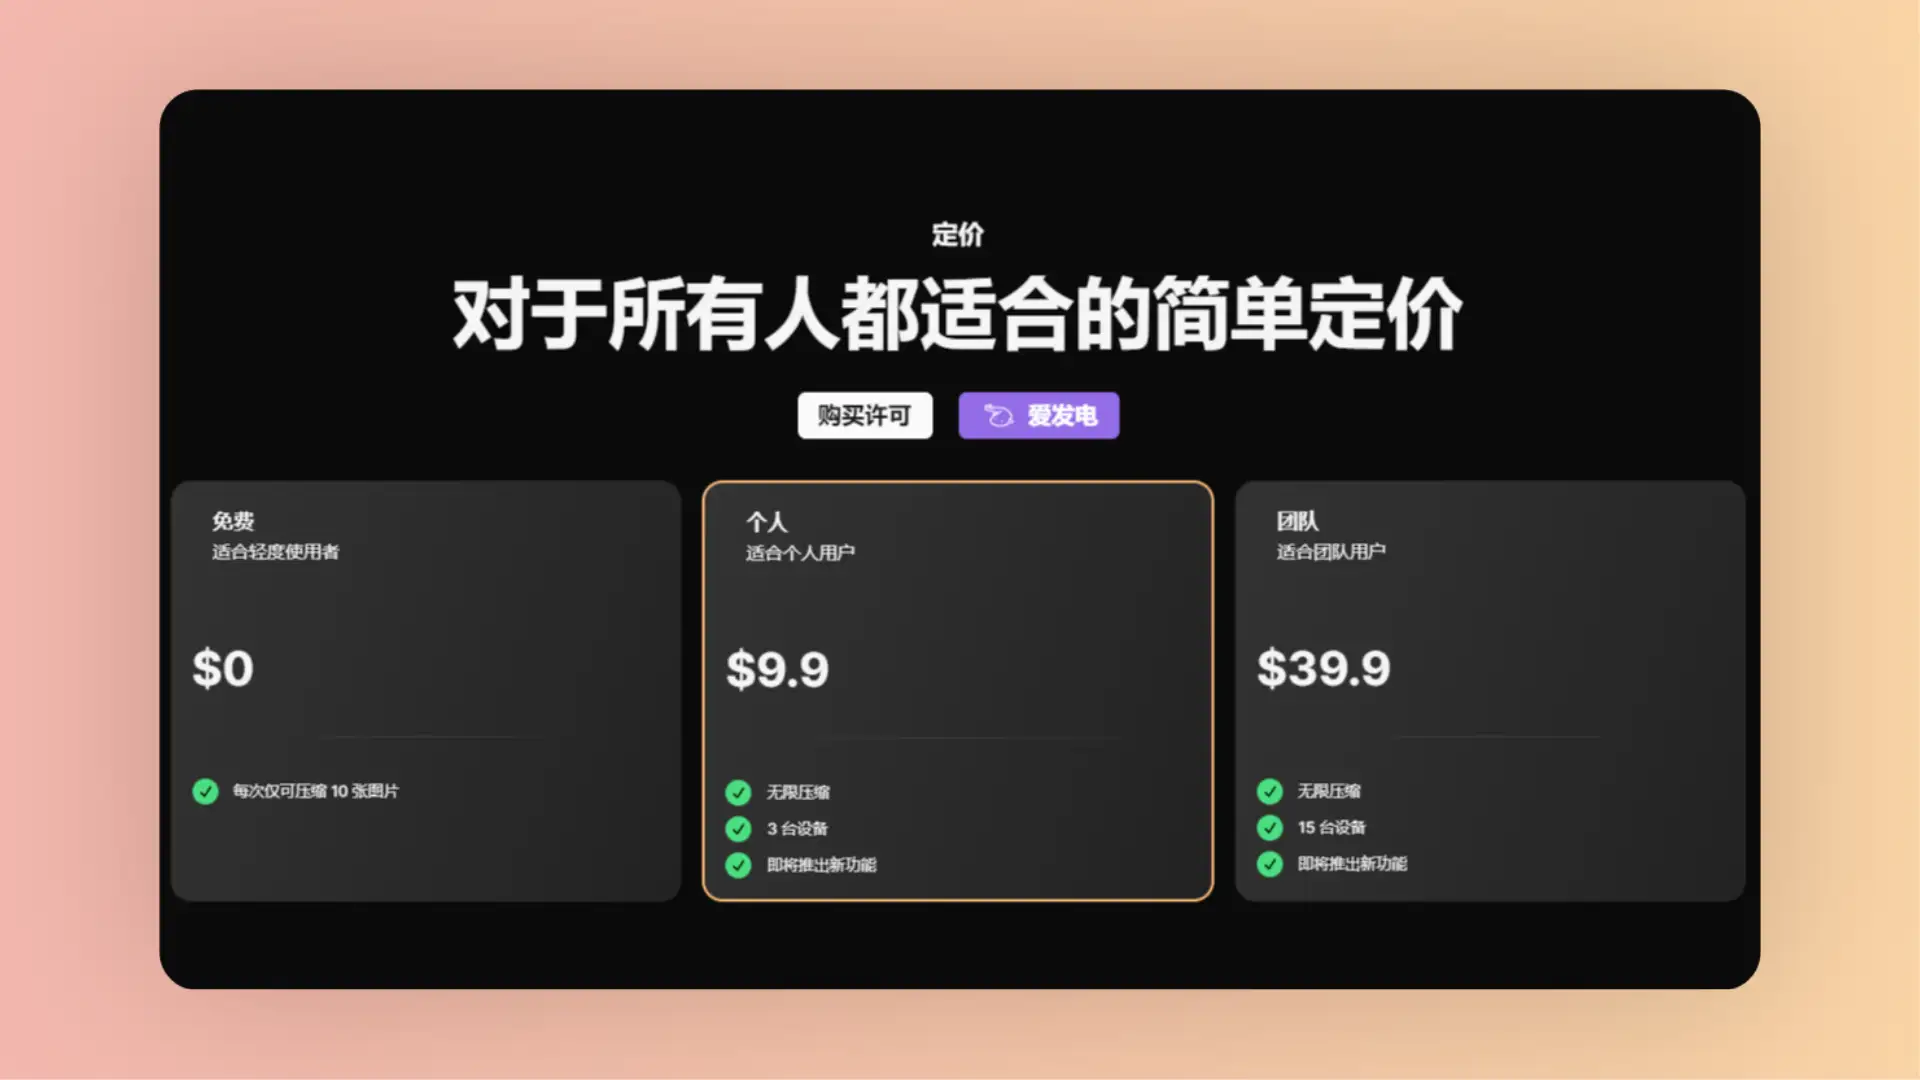 定价
对于所有人都适合的简单定价
购买许可
爱发电
免费
适合轻度使用者
$0
每次仅可压缩 10 张图片
个人
适合个人用户
$9.9
无限压缩
3 台设备
即将推出新功能
团队
适合团队用户
$39.9
无限压缩
15 台设备
即将推出新功能